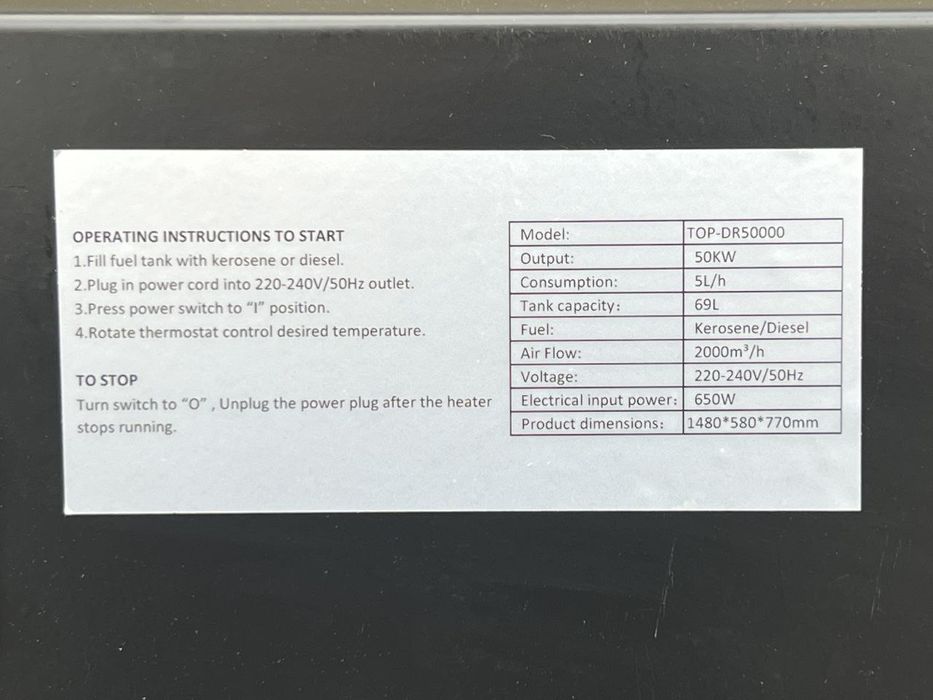 OPERATING INSTRUCTIONS TO START
1.Fill fuel tank with kerosene or diesel.
2.Plug in power cord into 220-240V/50Hz outlet.
3.Press power switch to “I” position.
4.Rotate thermostat control desired temperature.
TO STOP
Turn switch to “O” , Unplug the power plug after the heater
stops running.
Model: TOP-DR50000
Output: 50KW
Consumption: 5L/h
Tank capacity: 69L
Fuel: Kerosene/Diesel
Air Flow: 2000m³/h
Voltage: 220-240V/50Hz
Electrical input power: 650W
Product dimensions: 1480*580*770mm